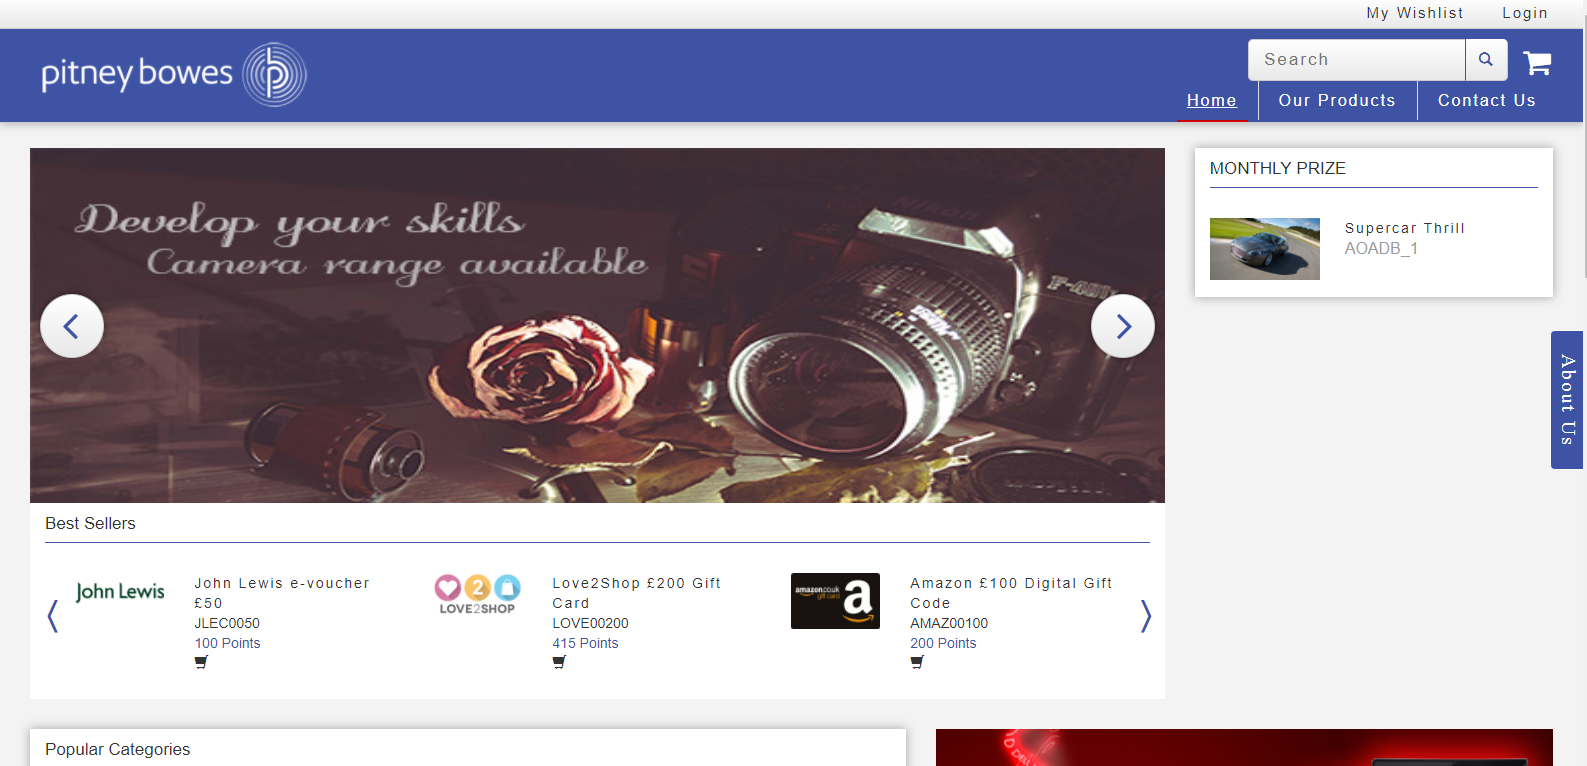 My Wishlist
Login
pitney bowes
Search
Home
Our Products
Contact Us
Develop your skills
Camera range available
Nikon
F-401x
MONTHLY PRIZE
Supercar Thrill
AOADB_1
About Us
Best Sellers
John Lewis
John Lewis e-voucher
£50
JLEC0050
100 Points
2
LOVE2SHOP
Love2Shop £200 Gift
Card
LOVE00200
415 Points
amazon.co.uk
gift card
a
Amazon £100 Digital Gift
Code
AMAZ00100
200 Points
Popular Categories